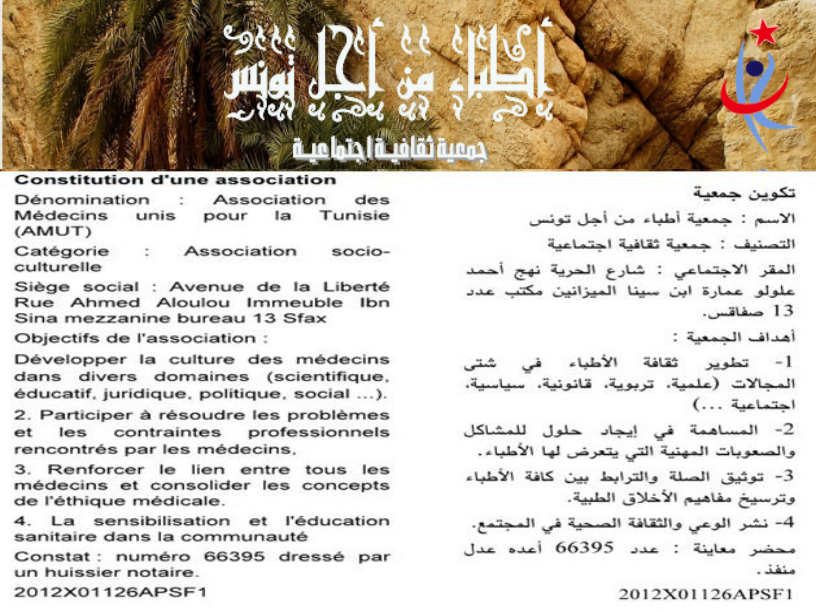 أطباء من أجل تونس
جمعية ثقافية اجتماعية
Constitution d'une association
Dénomination : Association des
Médecins unis pour la Tunisie
(AMUT)
Catégorie : Association socio-
culturelle
Siège social : Avenue de la Liberté
Rue Ahmed Aloulou Immeuble Ibn
Sina mezzanine bureau 13 Sfax
Objectifs de l'association :
Développer la culture des médecins
dans divers domaines (scientifique,
éducatif, juridique, politique, social ...).
2. Participer à résoudre les problèmes
et les contraintes professionnels
rencontrés par les médecins,
3. Renforcer le lien entre tous les
médecins et consolider les concepts
de l'éthique médicale.
4. La sensibilisation et l'éducation
sanitaire dans la communauté
Constat : numéro 66395 dressé par
un huissier notaire.
2012X01126APSF1
تكوين جمعية
الاسم : جمعية أطباء من أجل تونس
التصنيف : جمعية ثقافية اجتماعية
المقر الاجتماعي : شارع الحرية نهج أحمد
علولو عمارة ابن سينا الميزانين مكتب عدد
13 صفاقس.
أهداف الجمعية :
1- تطوير ثقافة الأطباء في شتى
المجالات (علمية، تربوية، قانونية، سياسية،
اجتماعية ...)
2- المساهمة في إيجاد حلول للمشاكل
والصعوبات المهنية التي يتعرض لها الأطباء.
3- توثيق الصلة والترابط بين كافة الأطباء
وترسيخ مفاهيم الأخلاق الطبية.
4- نشر الوعي والثقافة الصحية في المجتمع.
محضر معاينة : عدد 66395 أعده عدل
منفذ.
2012X01126APSF1